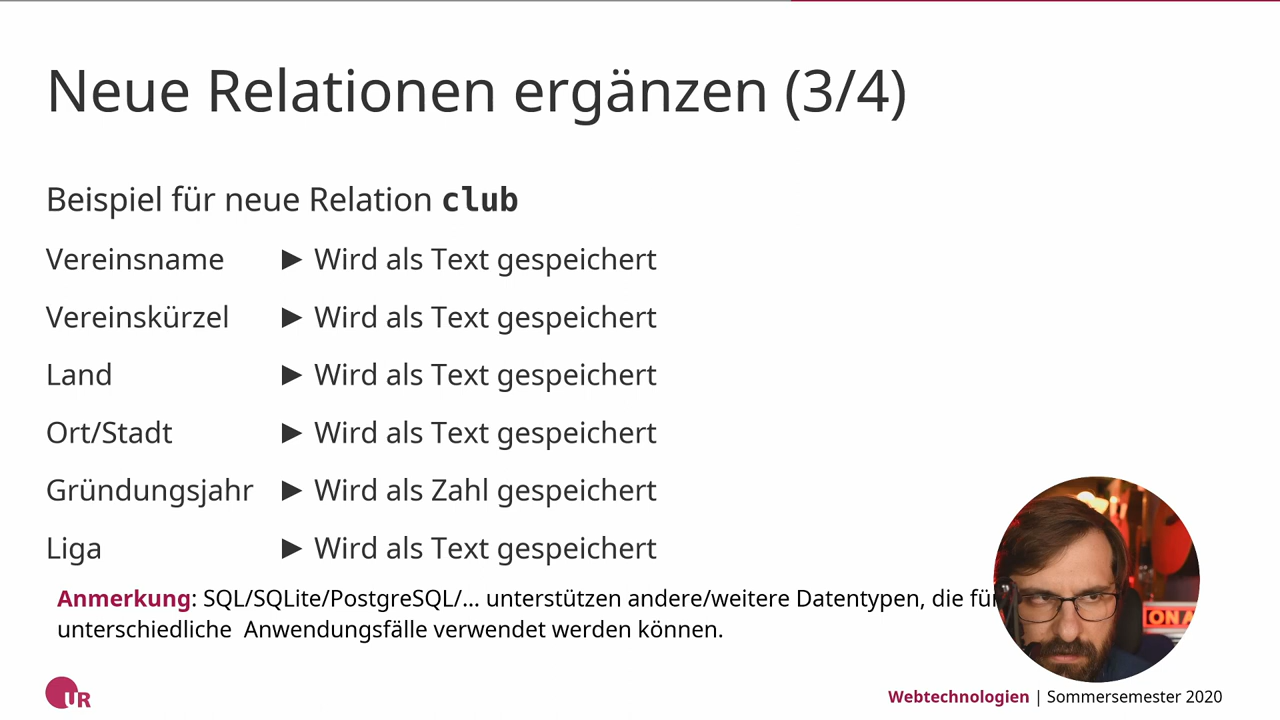 Neue Relationen ergänzen (3/4)
Beispiel für neue Relation club
Vereinsname ► Wird als Text gespeichert
Vereinskürzel ► Wird als Text gespeichert
Land ► Wird als Text gespeichert
Ort/Stadt ► Wird als Text gespeichert
Gründungsjahr ► Wird als Zahl gespeichert
Liga ► Wird als Text gespeichert
Anmerkung: SQL/SQLite/PostgreSQL/... unterstützen andere/weitere Datentypen, die für
unterschiedliche Anwendungsfälle verwendet werden können.
ON A
UR
Webtechnologien | Sommersemester 2020